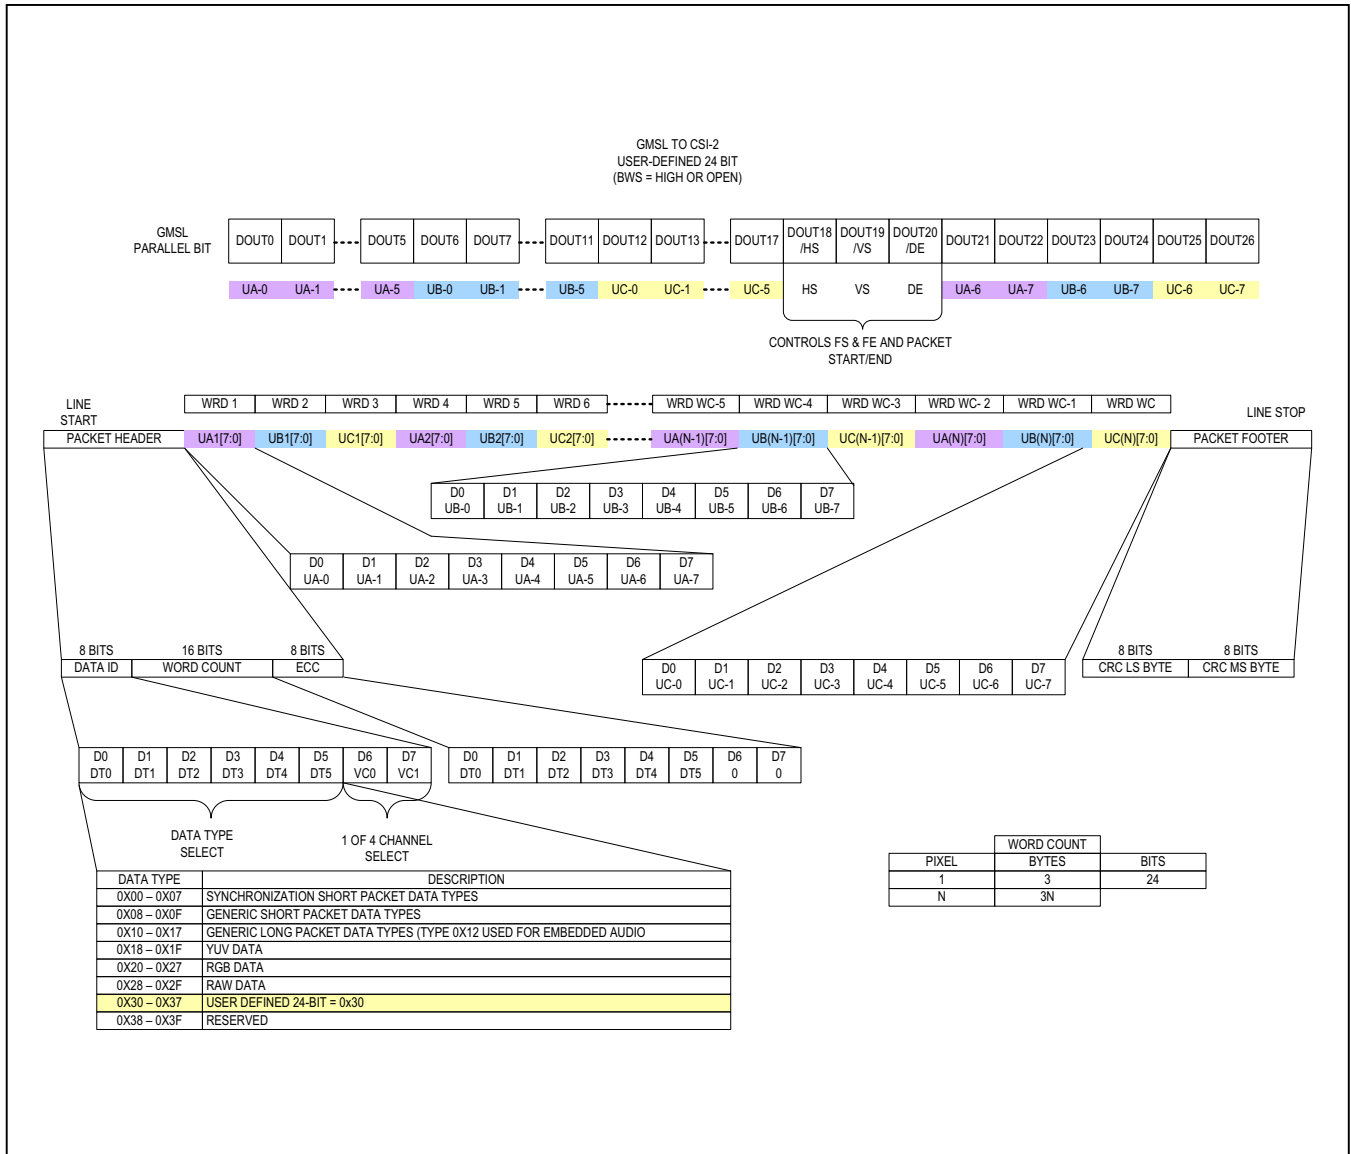 GMSL TO CSI-2
USER-DEFINED 24 BIT
(BWS = HIGH OR OPEN)
GMSL
PARALLEL BIT
DOUT0 DOUT1 DOUT5 DOUT6 DOUT7 DOUT11 DOUT12 DOUT13 DOUT17 DOUT18 /HS DOUT19 /VS DOUT20 /DE DOUT21 DOUT22 DOUT23 DOUT24 DOUT25 DOUT26
UA-0 UA-1 UA-5 UB-0 UB-1 UB-5 UC-0 UC-1 UC-5 HS VS DE UA-6 UA-7 UB-6 UB-7 UC-6 UC-7
CONTROLS FS & FE AND PACKET
START/END
LINE
START
WRD 1 WRD 2 WRD 3 WRD 4 WRD 5 WRD 6 WRD WC-5 WRD WC-4 WRD WC-3 WRD WC- 2 WRD WC-1 WRD WC
LINE STOP
PACKET HEADER UA1[7:0] UB1[7:0] UC1[7:0] UA2[7:0] UB2[7:0] UC2[7:0] UA(N-1)[7:0] UB(N-1)[7:0] UC(N-1)[7:0] UA(N)[7:0] UB(N)[7:0] UC(N)[7:0] PACKET FOOTER
D0 D1 D2 D3 D4 D5 D6 D7
UB-0 UB-1 UB-2 UB-3 UB-4 UB-5 UB-6 UB-7
D0 D1 D2 D3 D4 D5 D6 D7
UA-0 UA-1 UA-2 UA-3 UA-4 UA-5 UA-6 UA-7
8 BITS 16 BITS 8 BITS
DATA ID WORD COUNT ECC
D0 D1 D2 D3 D4 D5 D6 D7
UC-0 UC-1 UC-2 UC-3 UC-4 UC-5 UC-6 UC-7
8 BITS 8 BITS
CRC LS BYTE CRC MS BYTE
D0 D1 D2 D3 D4 D5 D6 D7
DT0 DT1 DT2 DT3 DT4 DT5 VC0 VC1
D0 D1 D2 D3 D4 D5 D6 D7
DT0 DT1 DT2 DT3 DT4 DT5 0 0
DATA TYPE
SELECT
1 OF 4 CHANNEL
SELECT
DATA TYPE DESCRIPTION
0X00 – 0X07 SYNCHRONIZATION SHORT PACKET DATA TYPES
0X08 – 0X0F GENERIC SHORT PACKET DATA TYPES
0X10 – 0X17 GENERIC LONG PACKET DATA TYPES (TYPE 0X12 USED FOR EMBEDDED AUDIO
0X18 – 0X1F YUV DATA
0X20 – 0X27 RGB DATA
0X28 – 0X2F RAW DATA
0X30 – 0X37 USER DEFINED 24-BIT = 0x30
0X38 – 0X3F RESERVED
WORD COUNT
PIXEL BYTES BITS
1 3 24
N 3N